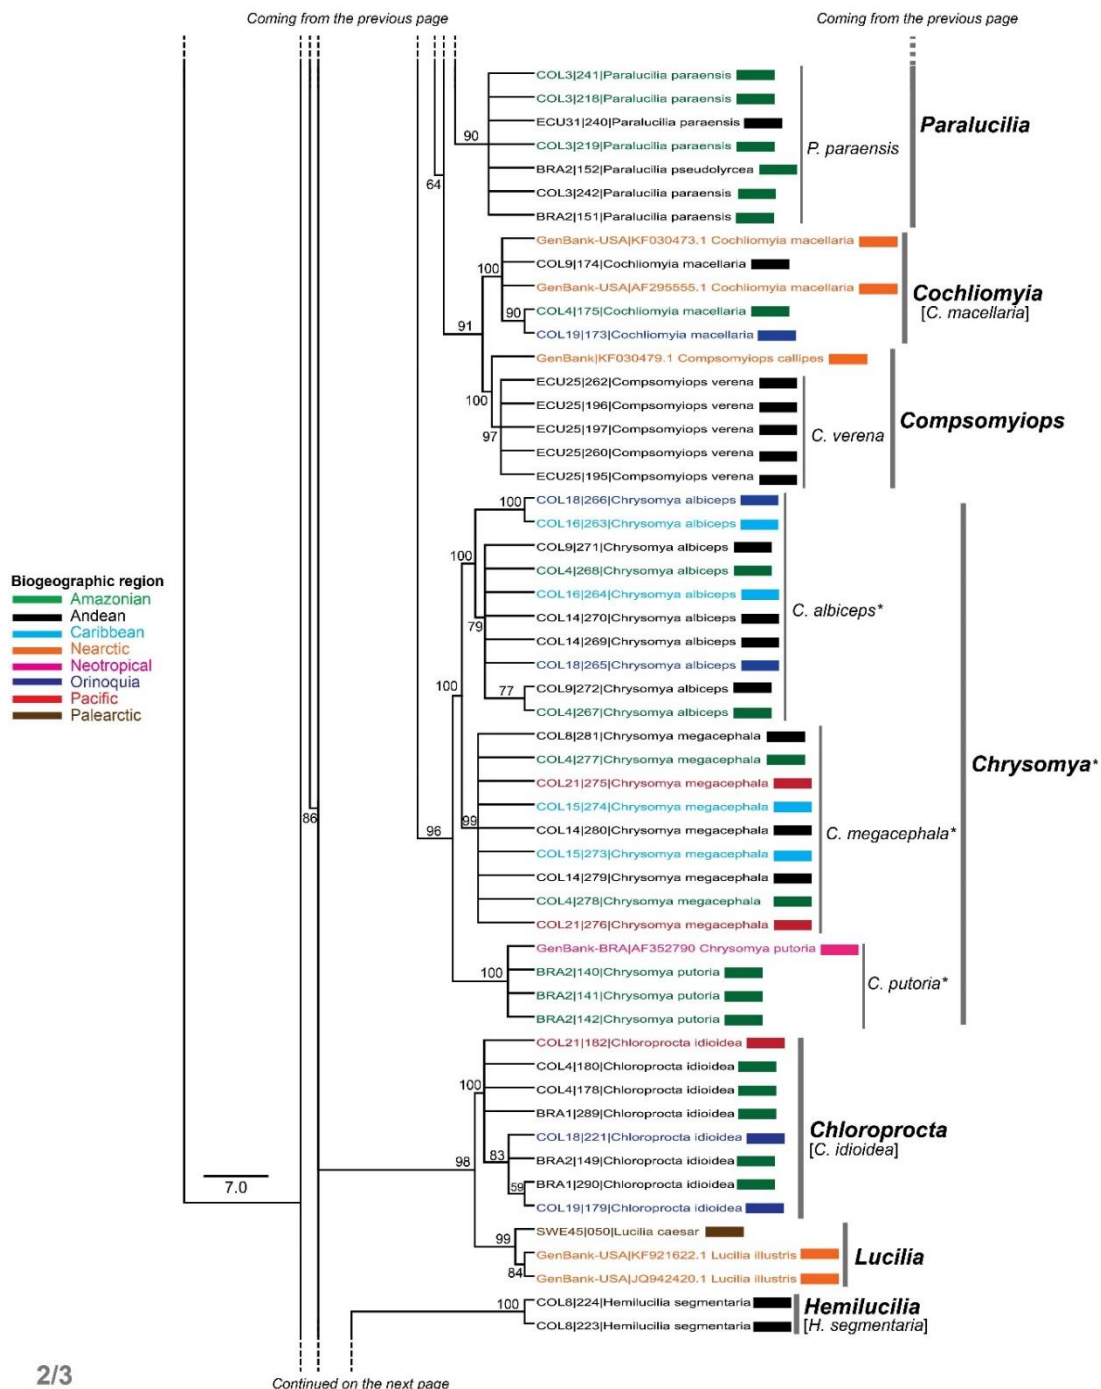 Coming from the previous page
Coming from the previous page
COL3|241|Paralucilia paraensis
COL3|218|Paralucilia paraensis
ECU31|240|Paralucilia paraensis
Paralucilia
90
COL3|219|Paralucilia paraensis
P. paraensis
BRA2|152|Paralucilia pseudolyrcea
64
COL3|242|Paralucilia paraensis
BRA2|151|Paralucilia paraensis
GenBank-USA|KF030473.1 Cochliomyia macellaria
100
COL9|174|Cochliomyia macellaria
GenBank-USA|AF295555.1 Cochliomyia macellaria
Cochliomyia
[C. macellaria]
90
COL4|175|Cochliomyia macellaria
91
COL19|173|Cochliomyia macellaria
GenBank|KF030479.1 Compsomyiops callipes
ECU25|262|Compsomyiops verena
100
ECU25|196|Compsomyiops verena
Compsomyiops
97
ECU25|197|Compsomyiops verena
C. verena
ECU25|260|Compsomyiops verena
ECU25|195|Compsomyiops verena
100
COL18|266|Chrysomya albiceps
COL16|263|Chrysomya albiceps
100
COL9|271|Chrysomya albiceps
COL4|268|Chrysomya albiceps
COL16|264|Chrysomya albiceps
C. albiceps*
COL14|270|Chrysomya albiceps
79
COL14|269|Chrysomya albiceps
COL18|265|Chrysomya albiceps
100
77
COL9|272|Chrysomya albiceps
COL4|267|Chrysomya albiceps
Biogeographic region
Amazonian
Andean
Caribbean
Nearctic
Neotropical
Orinoquia
Pacific
Palearctic
COL8|281|Chrysomya megacephala
COL4|277|Chrysomya megacephala
Chrysomya*
COL21|275|Chrysomya megacephala
COL15|274|Chrysomya megacephala
86
96
99
COL14|280|Chrysomya megacephala
C. megacephala*
COL15|273|Chrysomya megacephala
COL14|279|Chrysomya megacephala
COL4|278|Chrysomya megacephala
COL21|276|Chrysomya megacephala
GenBank-BRA|AF352790 Chrysomya putoria
100
BRA2|140|Chrysomya putoria
C. putoria*
BRA2|141|Chrysomya putoria
BRA2|142|Chrysomya putoria
COL21|182|Chloroprocta idioidea
COL4|180|Chloroprocta idioidea
100
COL4|178|Chloroprocta idioidea
BRA1|289|Chloroprocta idioidea
Chloroprocta
[C. idioidea]
COL18|221|Chloroprocta idioidea
98
83
BRA2|149|Chloroprocta idioidea
59
BRA1|290|Chloroprocta idioidea
7.0
COL19|179|Chloroprocta idioidea
SWE45|050|Lucilia caesar
99
GenBank-USA|KF921622.1 Lucilia illustris
Lucilia
84
GenBank-USA|JQ942420.1 Lucilia illustris
100
COL8|224|Hemilucilia segmentaria
Hemilucilia
[H. segmentaria]
COL8|223|Hemilucilia segmentaria
2/3
Continued on the next page